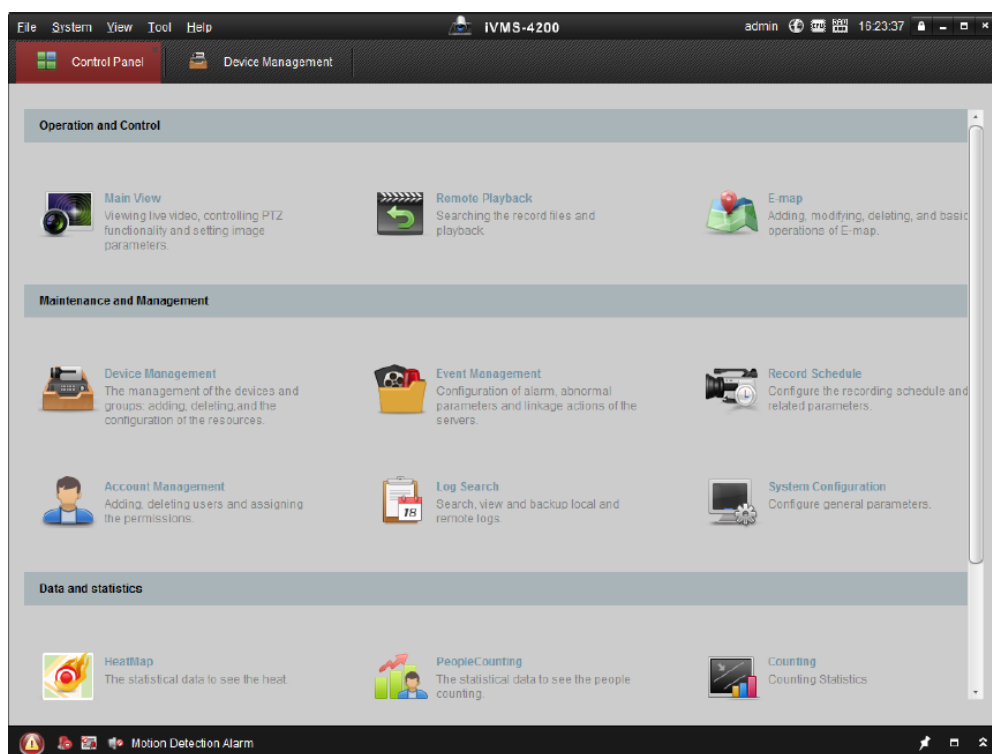 File System View Tool Help
iVMS-4200
admin
16:23:37
Control Panel
Device Management
Operation and Control
Main View
Viewing live video, controlling PTZ
functionality and setting image
parameters.
Remote Playback
Searching the record files and
playback.
E-map
Adding, modifying, deleting, and basic
operations of E-map.
Maintenance and Management
Device Management
The management of the devices and
groups: adding, deleting,and the
configuration of the resources.
Event Management
Configuration of alarm, abnormal
parameters and linkage actions of the
servers.
Record Schedule
Configure the recording schedule and
related parameters.
Account Management
Adding, deleting users and assigning
the permissions.
18
Log Search
Search, view and backup local and
remote logs.
System Configuration
Configure general parameters.
Data and statistics
HeatMap
The statistical data to see the heat.
PeopleCounting
The statistical data to see the people
counting.
Counting
Counting Statistics
Motion Detection Alarm